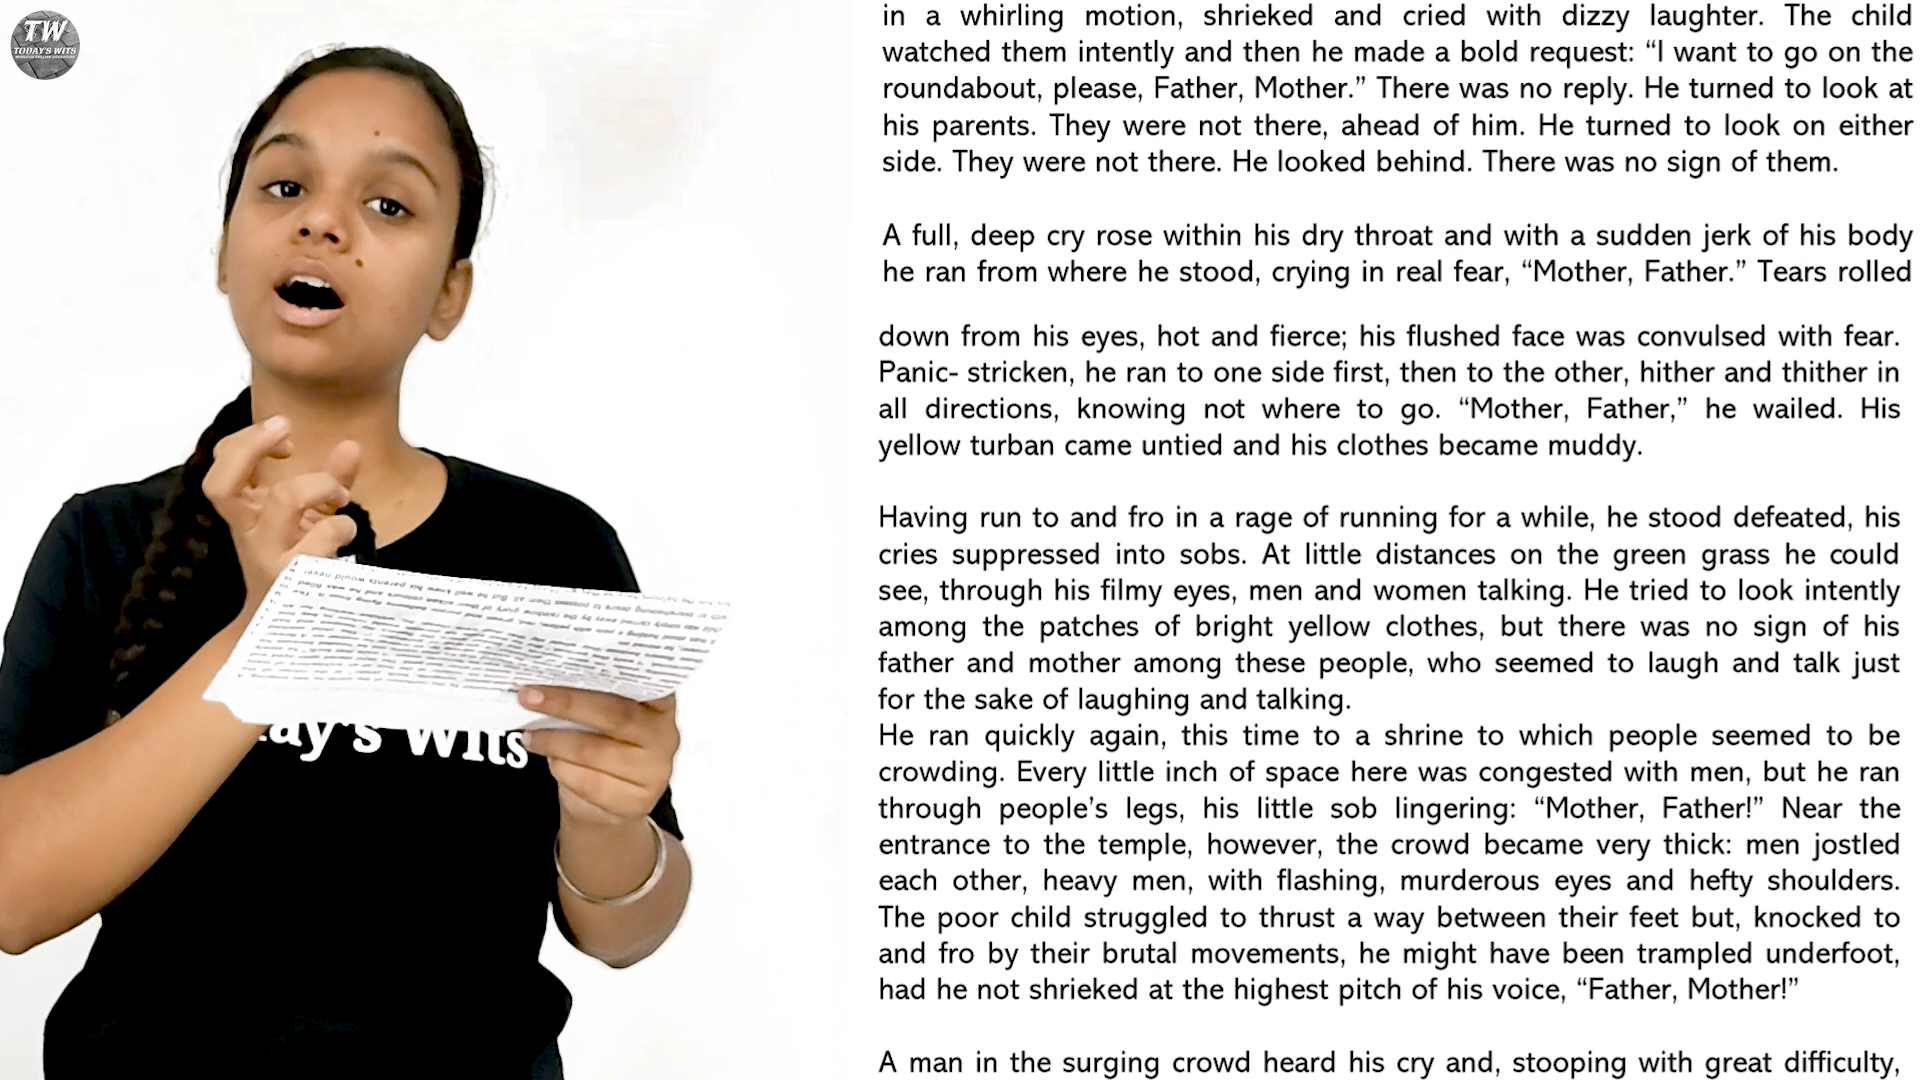 TW
TODAY'S WITS
WORLD OF ENGLISH LITERATURE
in a whirling motion, shrieked and cried with dizzy laughter. The child
watched them intently and then he made a bold request: “I want to go on the
roundabout, please, Father, Mother.” There was no reply. He turned to look at
his parents. They were not there, ahead of him. He turned to look on either
side. They were not there. He looked behind. There was no sign of them.
A full, deep cry rose within his dry throat and with a sudden jerk of his body
he ran from where he stood, crying in real fear, “Mother, Father.” Tears rolled
down from his eyes, hot and fierce; his flushed face was convulsed with fear.
Panic- stricken, he ran to one side first, then to the other, hither and thither in
all directions, knowing not where to go. “Mother, Father,” he wailed. His
yellow turban came untied and his clothes became muddy.
Having run to and fro in a rage of running for a while, he stood defeated, his
cries suppressed into sobs. At little distances on the green grass he could
see, through his filmy eyes, men and women talking. He tried to look intently
among the patches of bright yellow clothes, but there was no sign of his
father and mother among these people, who seemed to laugh and talk just
for the sake of laughing and talking.
He ran quickly again, this time to a shrine to which people seemed to be
crowding. Every little inch of space here was congested with men, but he ran
through people’s legs, his little sob lingering: “Mother, Father!” Near the
entrance to the temple, however, the crowd became very thick: men jostled
each other, heavy men, with flashing, murderous eyes and hefty shoulders.
The poor child struggled to thrust a way between their feet but, knocked to
and fro by their brutal movements, he might have been trampled underfoot,
had he not shrieked at the highest pitch of his voice, “Father, Mother!”
A man in the surging crowd heard his cry and, stooping with great difficulty,
ay's Wits